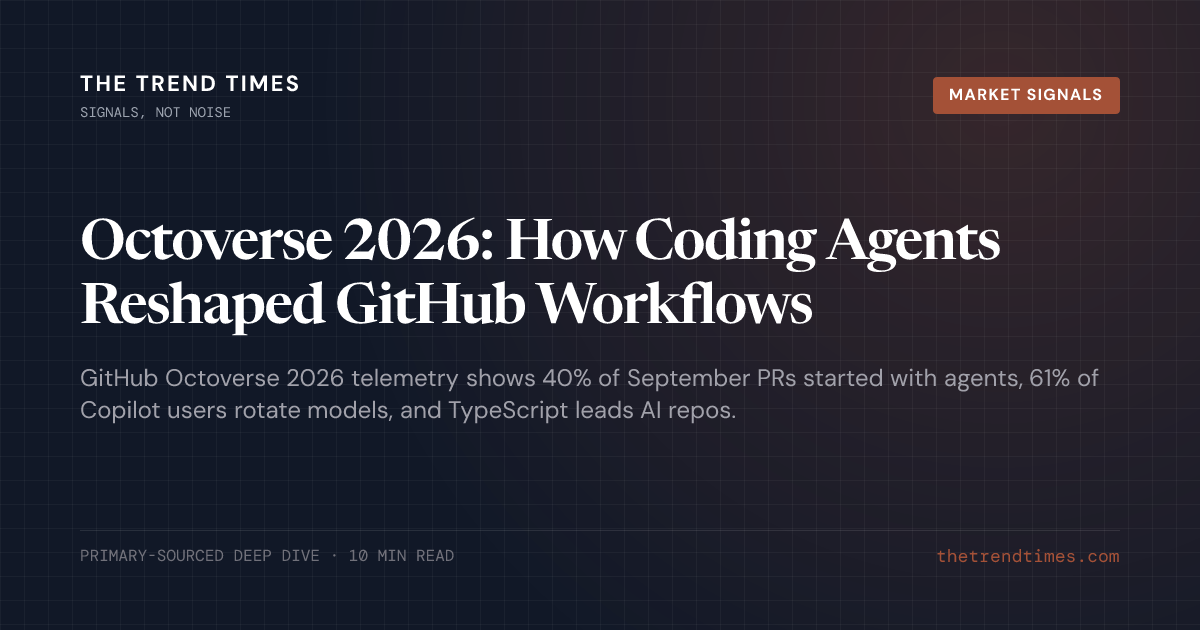 THE TREND TIMES
SIGNALS, NOT NOISE
MARKET SIGNALS
Octoverse 2026: How Coding Agents
Reshaped GitHub Workflows
GitHub Octoverse 2026 telemetry shows 40% of September PRs started with agents, 61% of
Copilot users rotate models, and TypeScript leads AI repos.
PRIMARY-SOURCED DEEP DIVE · 10 MIN READ
thetrendtimes.com